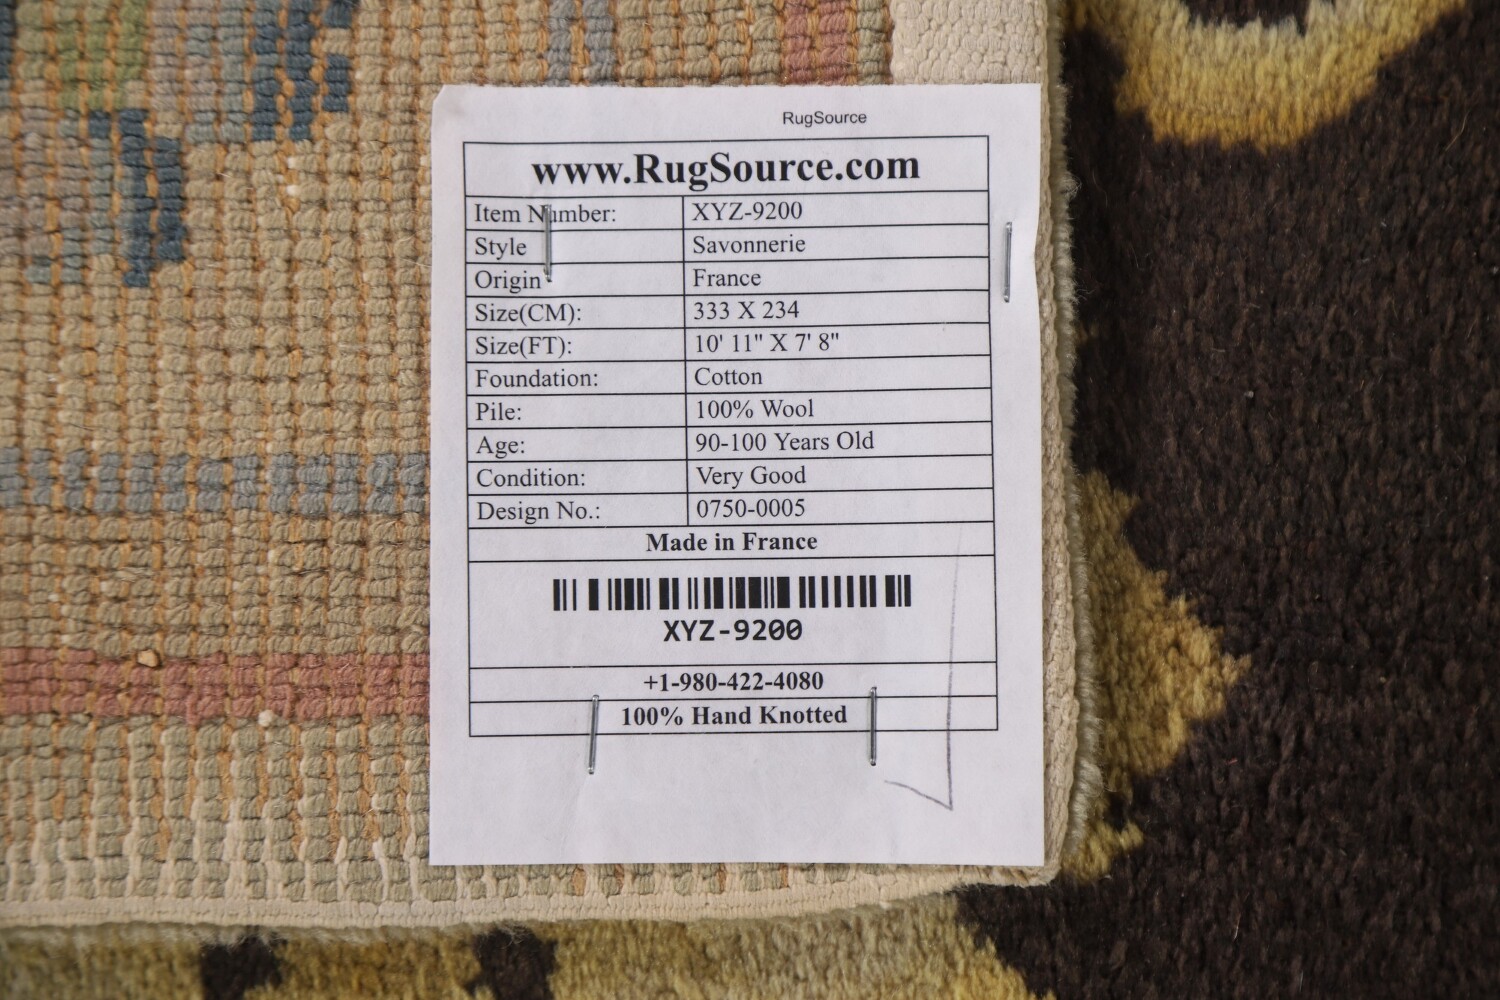 RugSource
www.RugSource.com
Item Number: XYZ-9200
Style Savonnerie
Origin France
Size(CM): 333 X 234
Size(FT): 10' 11" X 7' 8"
Foundation: Cotton
Pile: 100% Wool
Age: 90-100 Years Old
Condition: Very Good
Design No.: 0750-0005
Made in France
XYZ-9200
+1-980-422-4080
100% Hand Knotted